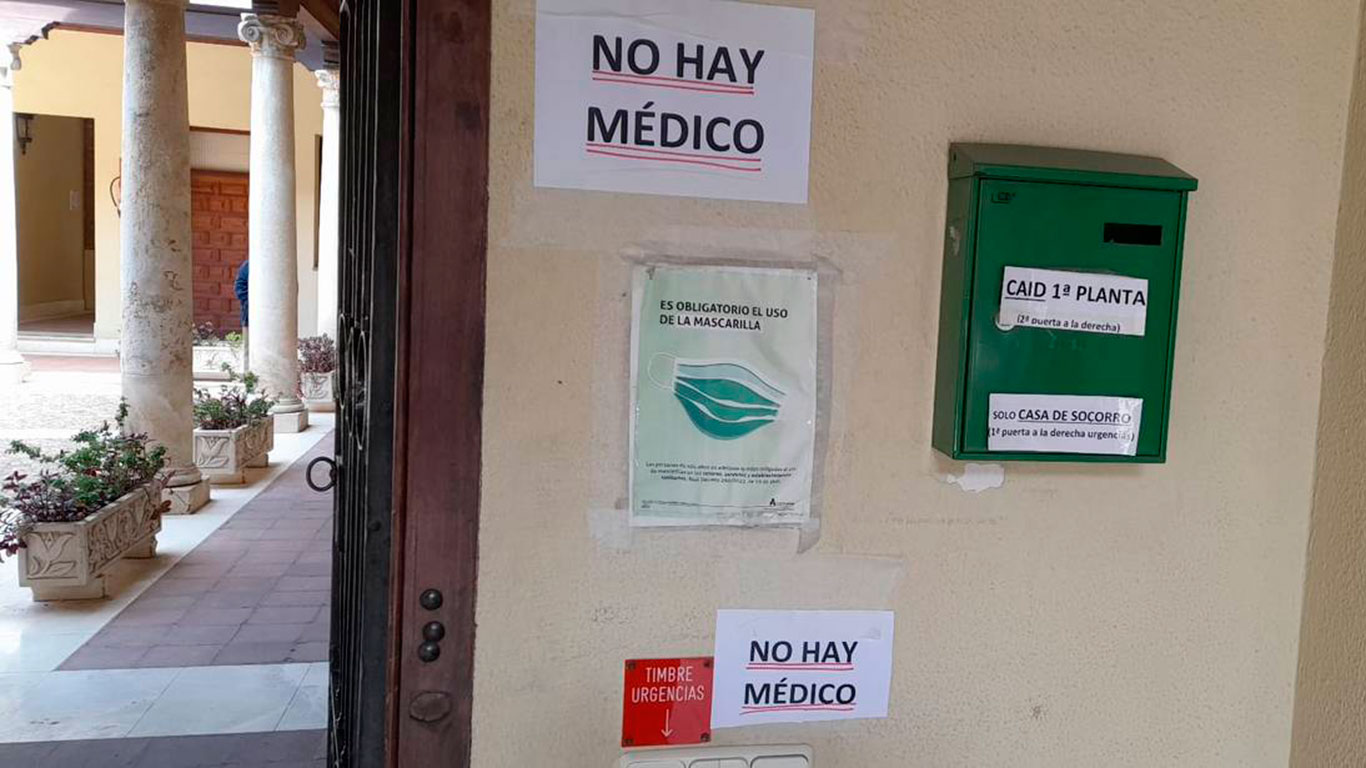 NO HAY
MÉDICO
ES OBLIGATORIO EL USO
DE LA MASCARILLA
CAID 1ª PLANTA
(2ª puerta a la derecha)
SOLO CASA DE SOCORRO
(1ª puerta a la derecha urgencias)
TIMBRE
URGENCIAS
NO HAY
MÉDICO